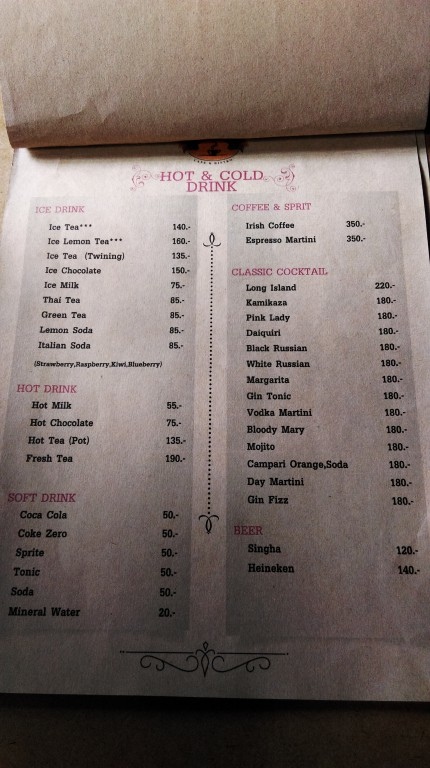 CAFE & BISTRO
HOT & COLD
DRINK
ICE DRINK
Ice Tea*** 140.-
Ice Lemon Tea*** 160.-
Ice Tea (Twining) 135.-
Ice Chocolate 150.-
Ice Milk 75.-
Thai Tea 85.-
Green Tea 85.-
Lemon Soda 85.-
Italian Soda 85.-
(Strawberry,Raspberry,Kiwi,Blueberry)
HOT DRINK
Hot Milk 55.-
Hot Chocolate 75.-
Hot Tea (Pot) 135.-
Fresh Tea 190.-
SOFT DRINK
Coca Cola 50.-
Coke Zero 50.-
Sprite 50.-
Tonic 50.-
Soda 50.-
Mineral Water 20.-
COFFEE & SPRIT
Irish Coffee 350.-
Espresso Martini 350.-
CLASSIC COCKTAIL
Long Island 220.-
Kamikaza 180.-
Pink Lady 180.-
Daiquiri 180.-
Black Russian 180.-
White Russian 180.-
Margarita 180.-
Gin Tonic 180.-
Vodka Martini 180.-
Bloody Mary 180.-
Mojito 180.-
Campari Orange,Soda 180.-
Day Martini 180.-
Gin Fizz 180.-
BEER
Singha 120.-
Heineken 140.-